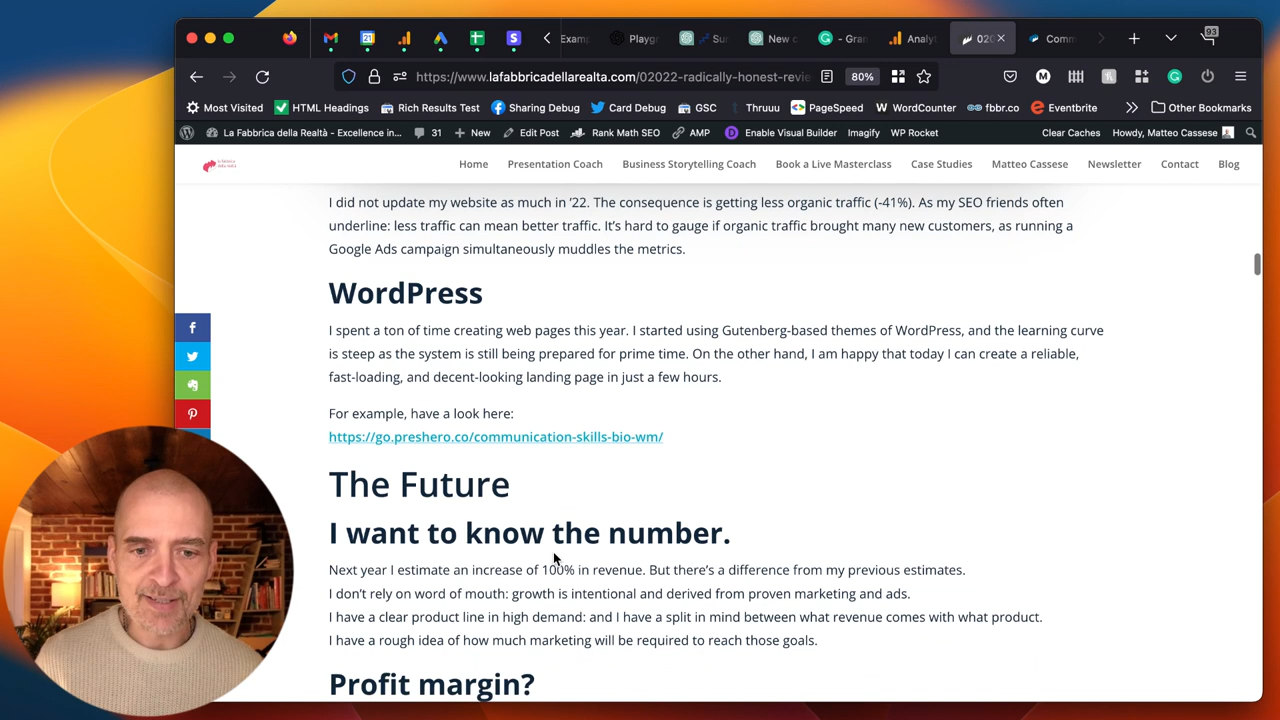 Examp
Playg
Su
New c
Gra
Analyt
020
Comm
93
https://www.lafabbricadellarealta.com/02022-radically-honest-revie
80%
Most Visited
HTML Headings
Rich Results Test
Sharing Debug
Card Debug
GSC
Thruuu
PageSpeed
WordCounter
fbbr.co
Eventbrite
Other Bookmarks
La Fabbrica della Realtà - Excellence in...
31
New
Edit Post
Rank Math SEO
AMP
Enable Visual Builder
Imagify
WP Rocket
Clear Caches
Howdy, Matteo Cassese
Home
Presentation Coach
Business Storytelling Coach
Book a Live Masterclass
Case Studies
Matteo Cassese
Newsletter
Contact
Blog
I did not update my website as much in ’22. The consequence is getting less organic traffic (-41%). As my SEO friends often
underline: less traffic can mean better traffic. It’s hard to gauge if organic traffic brought many new customers, as running a
Google Ads campaign simultaneously muddles the metrics.
WordPress
I spent a ton of time creating web pages this year. I started using Gutenberg-based themes of WordPress, and the learning curve
is steep as the system is still being prepared for prime time. On the other hand, I am happy that today I can create a reliable,
fast-loading, and decent-looking landing page in just a few hours.
For example, have a look here:
https://go.preshero.co/communication-skills-bio-wm/
The Future
I want to know the number.
Next year I estimate an increase of 100% in revenue. But there’s a difference from my previous estimates.
I don’t rely on word of mouth: growth is intentional and derived from proven marketing and ads.
I have a clear product line in high demand: and I have a split in mind between what revenue comes with what product.
I have a rough idea of how much marketing will be required to reach those goals.
Profit margin?